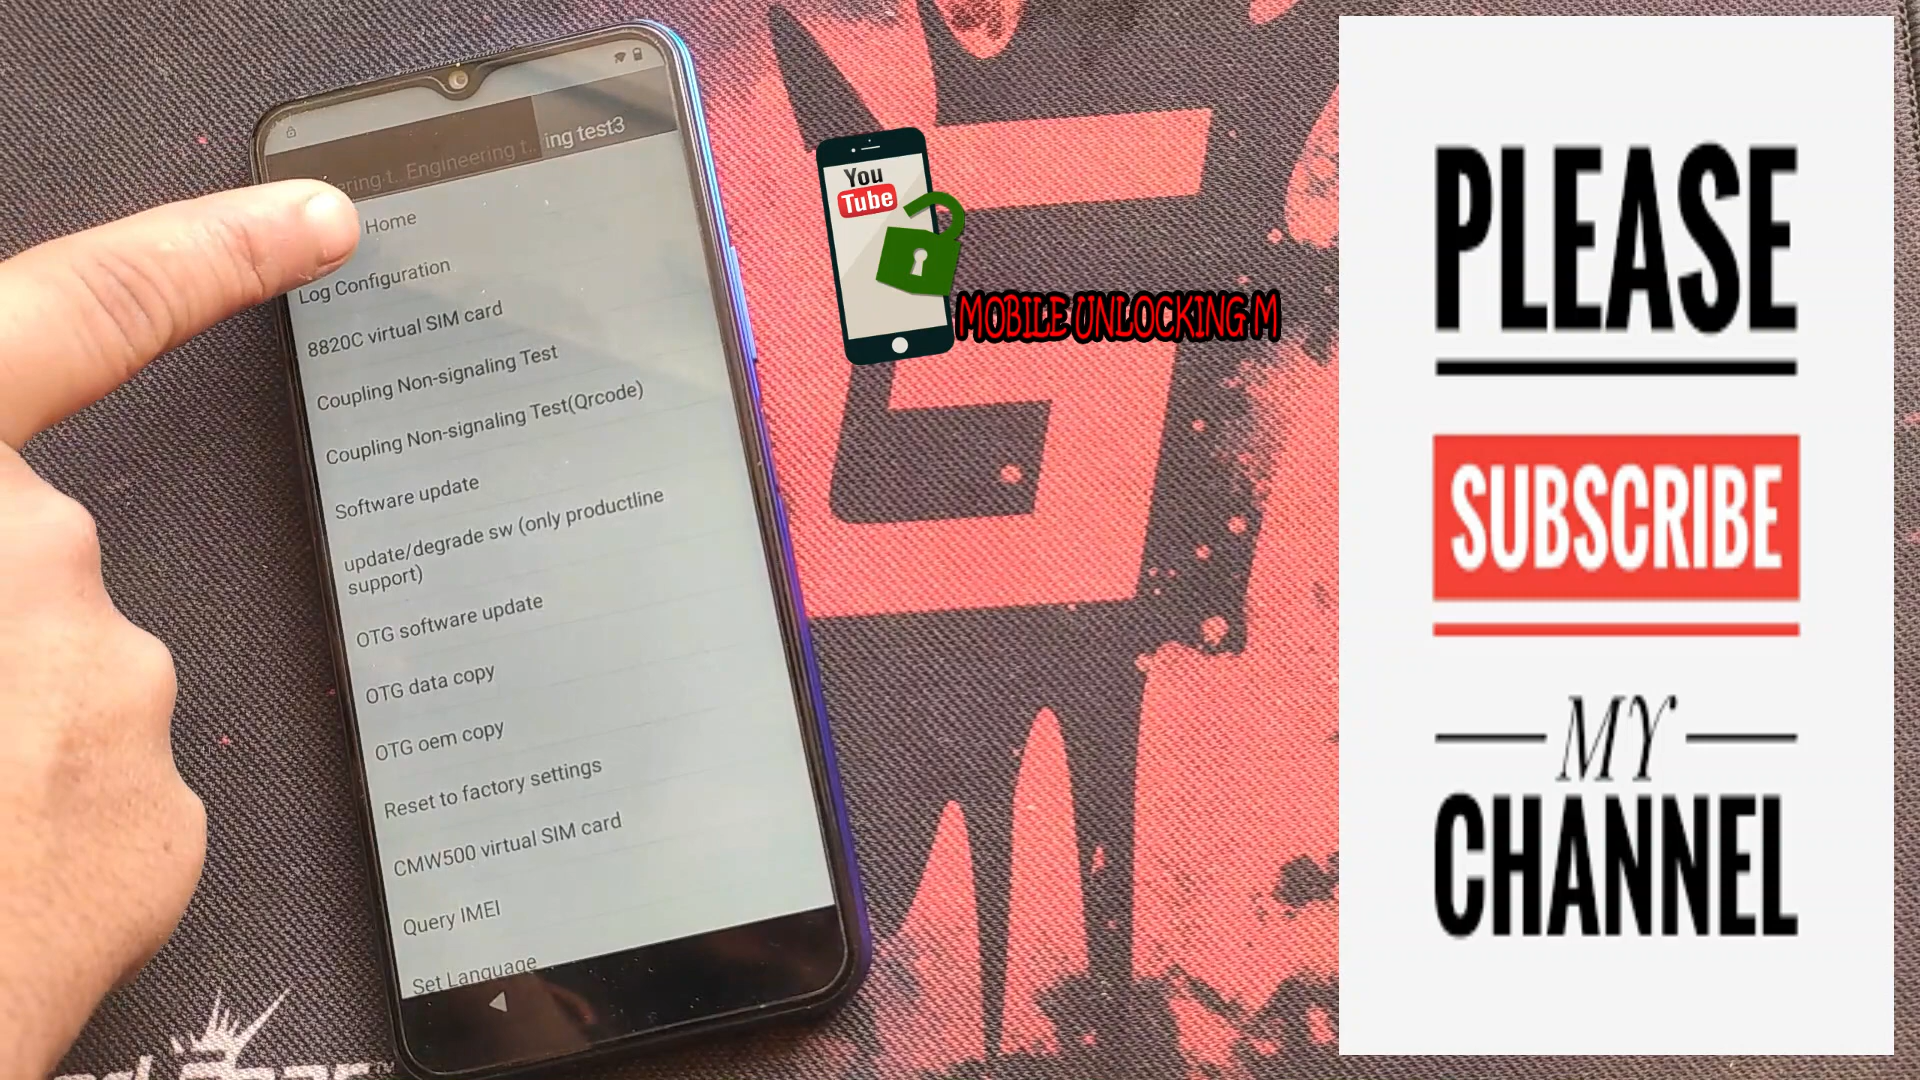 Engineering t.. ing test3
Home
Log Configuration
8820C virtual SIM card
Coupling Non-signaling Test
Coupling Non-signaling Test(Qrcode)
Software update
update/degrade sw (only productline
support)
OTG software update
OTG data copy
OTG oem copy
Reset to factory settings
CMW500 virtual SIM card
Query IMEI
Set Language
You
Tube
MOBILE UNLOCKING M
PLEASE
SUBSCRIBE
MY
CHANNEL